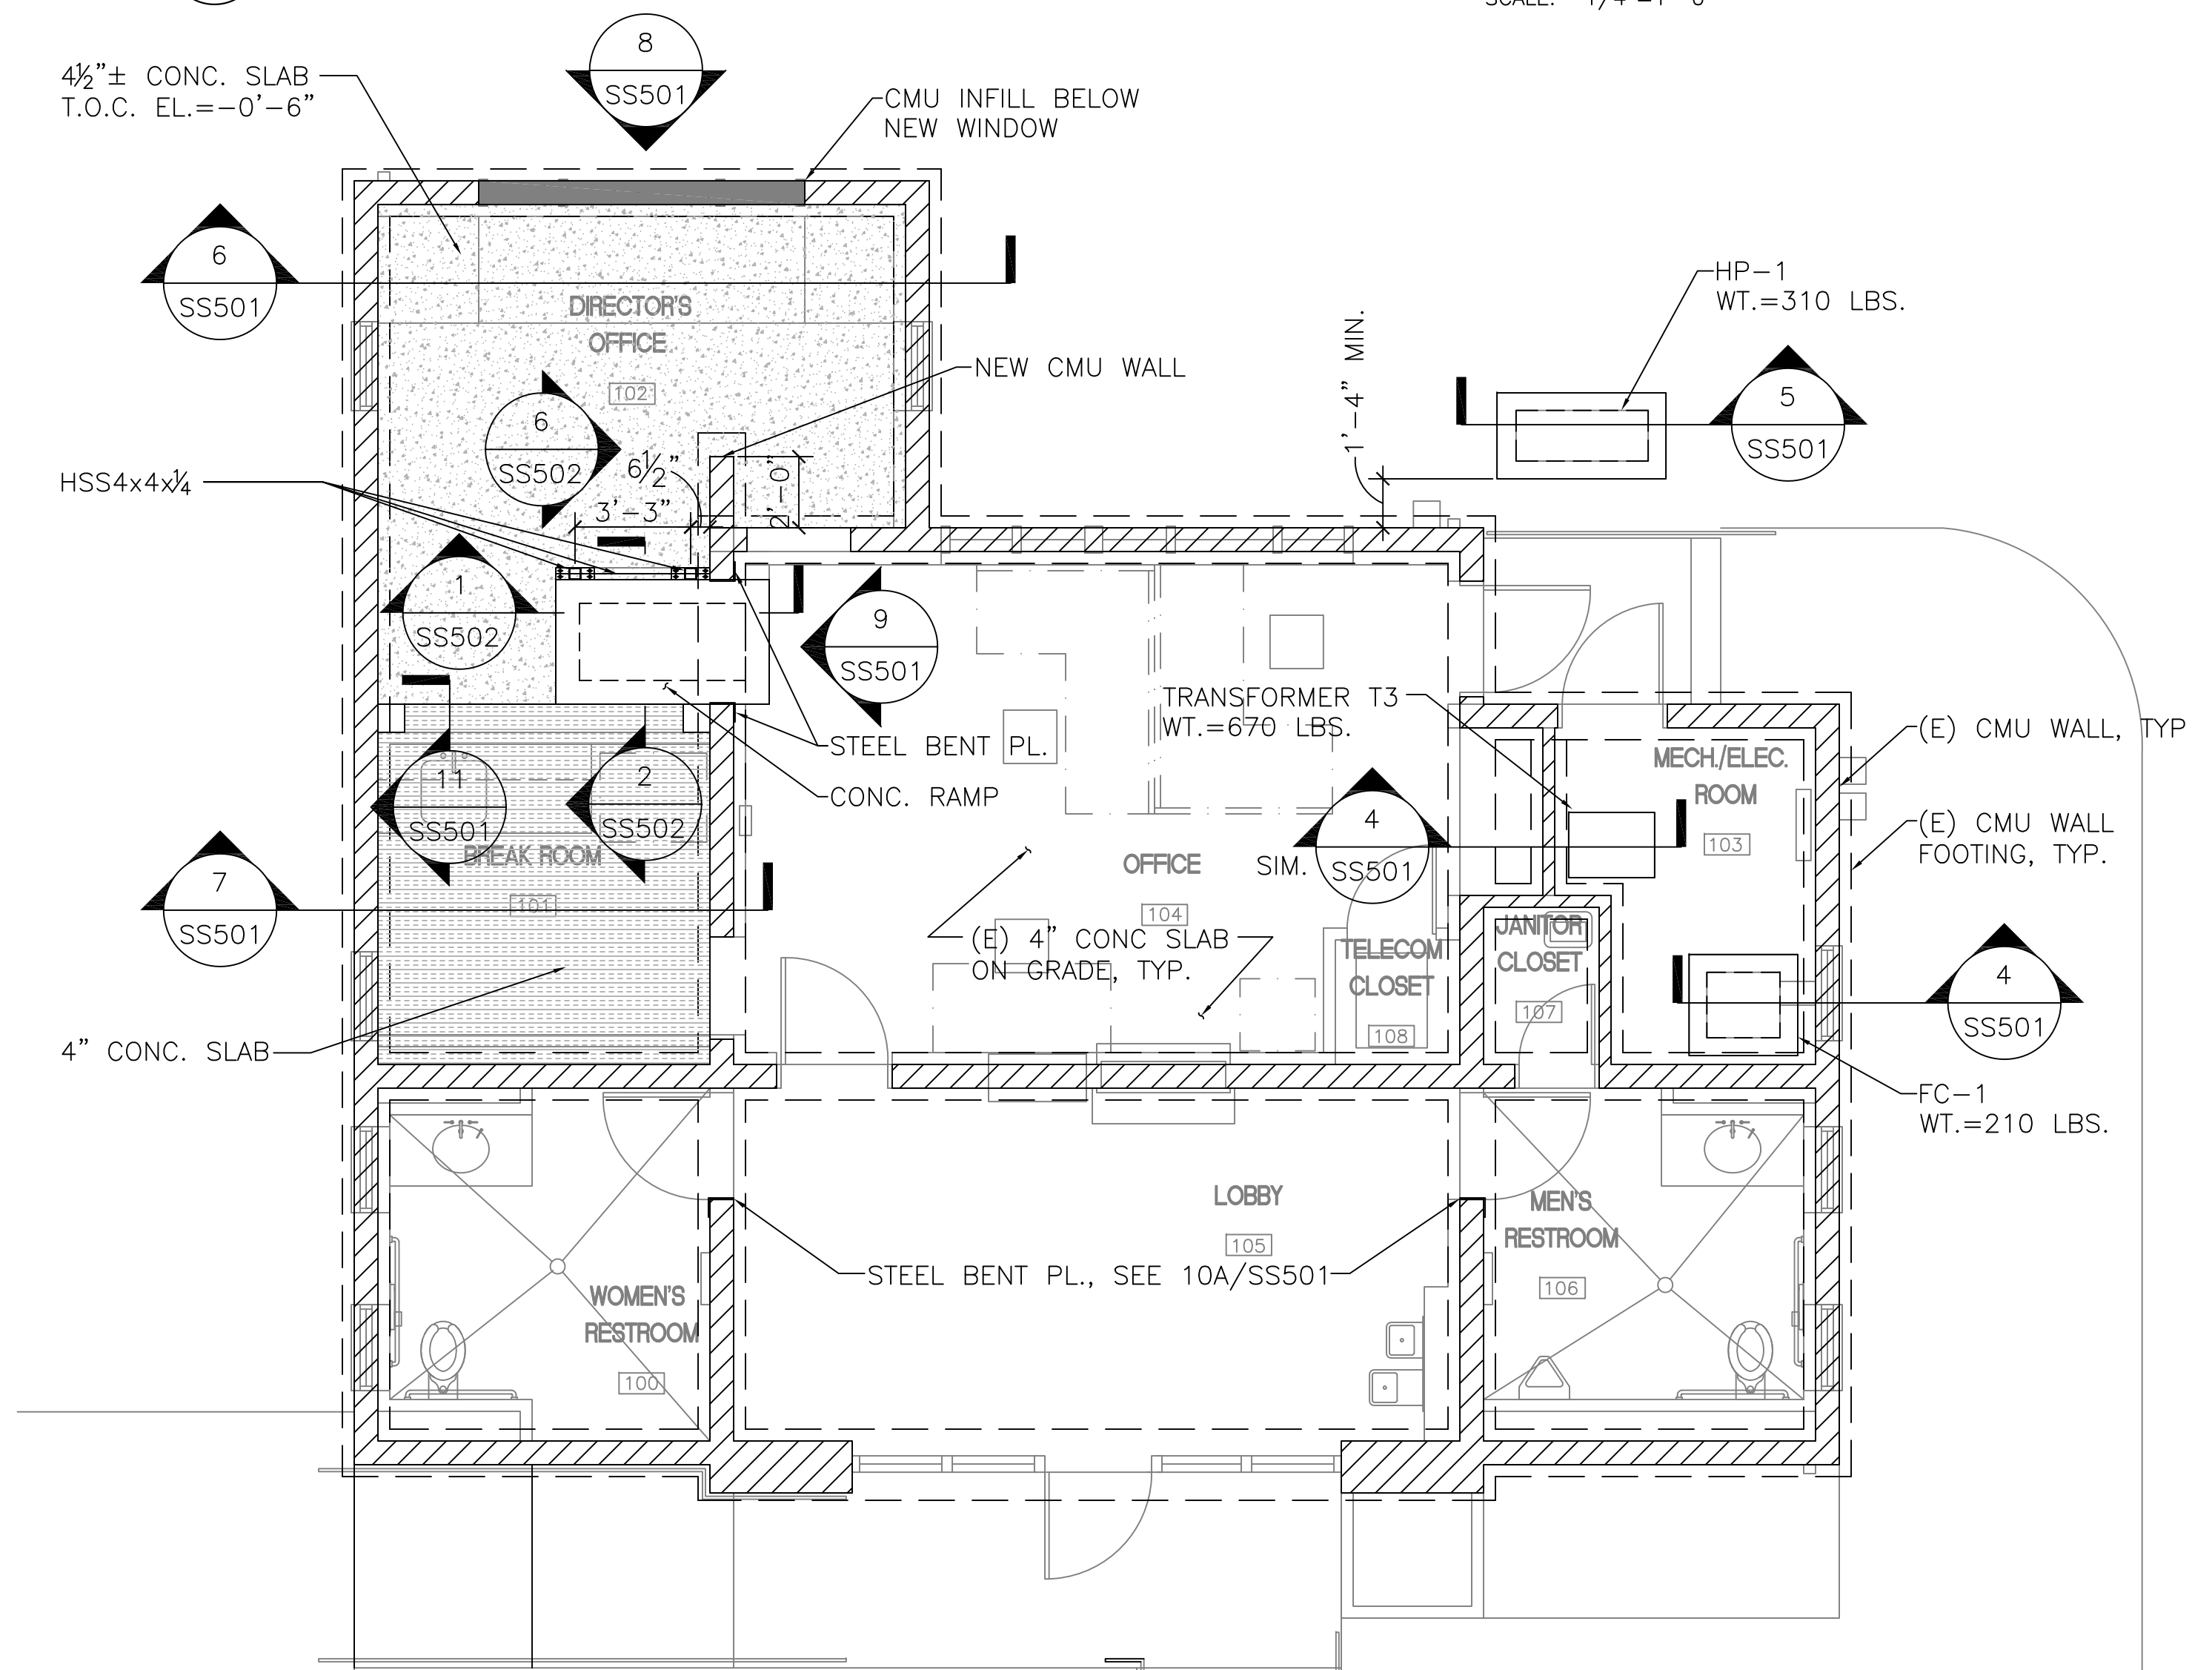 SCALE: 1/4"=1'-0"
8
SS501
4½"± CONC. SLAB
T.O.C. EL.=-0'-6"
CMU INFILL BELOW
NEW WINDOW
6
SS501
DIRECTOR'S
OFFICE
102
HP-1
WT.=310 LBS.
1'-4" MIN.
NEW CMU WALL
5
SS501
6
SS502
HSS4x4x¼
6½"
3'-3"
2'-0"
1
SS502
9
SS501
TRANSFORMER T3
WT.=670 LBS.
STEEL BENT PL.
CONC. RAMP
(E) CMU WALL, TYP
MECH./ELEC.
ROOM
103
11
SS501
2
SS502
BREAK ROOM
101
4
SS501
SIM.
(E) CMU WALL
FOOTING, TYP.
OFFICE
104
7
SS501
(E) 4" CONC SLAB
ON GRADE, TYP.
TELECOM
CLOSET
108
JANITOR
CLOSET
107
4
SS501
4" CONC. SLAB
FC-1
WT.=210 LBS.
LOBBY
105
MEN'S
RESTROOM
106
STEEL BENT PL., SEE 10A/SS501
WOMEN'S
RESTROOM
100